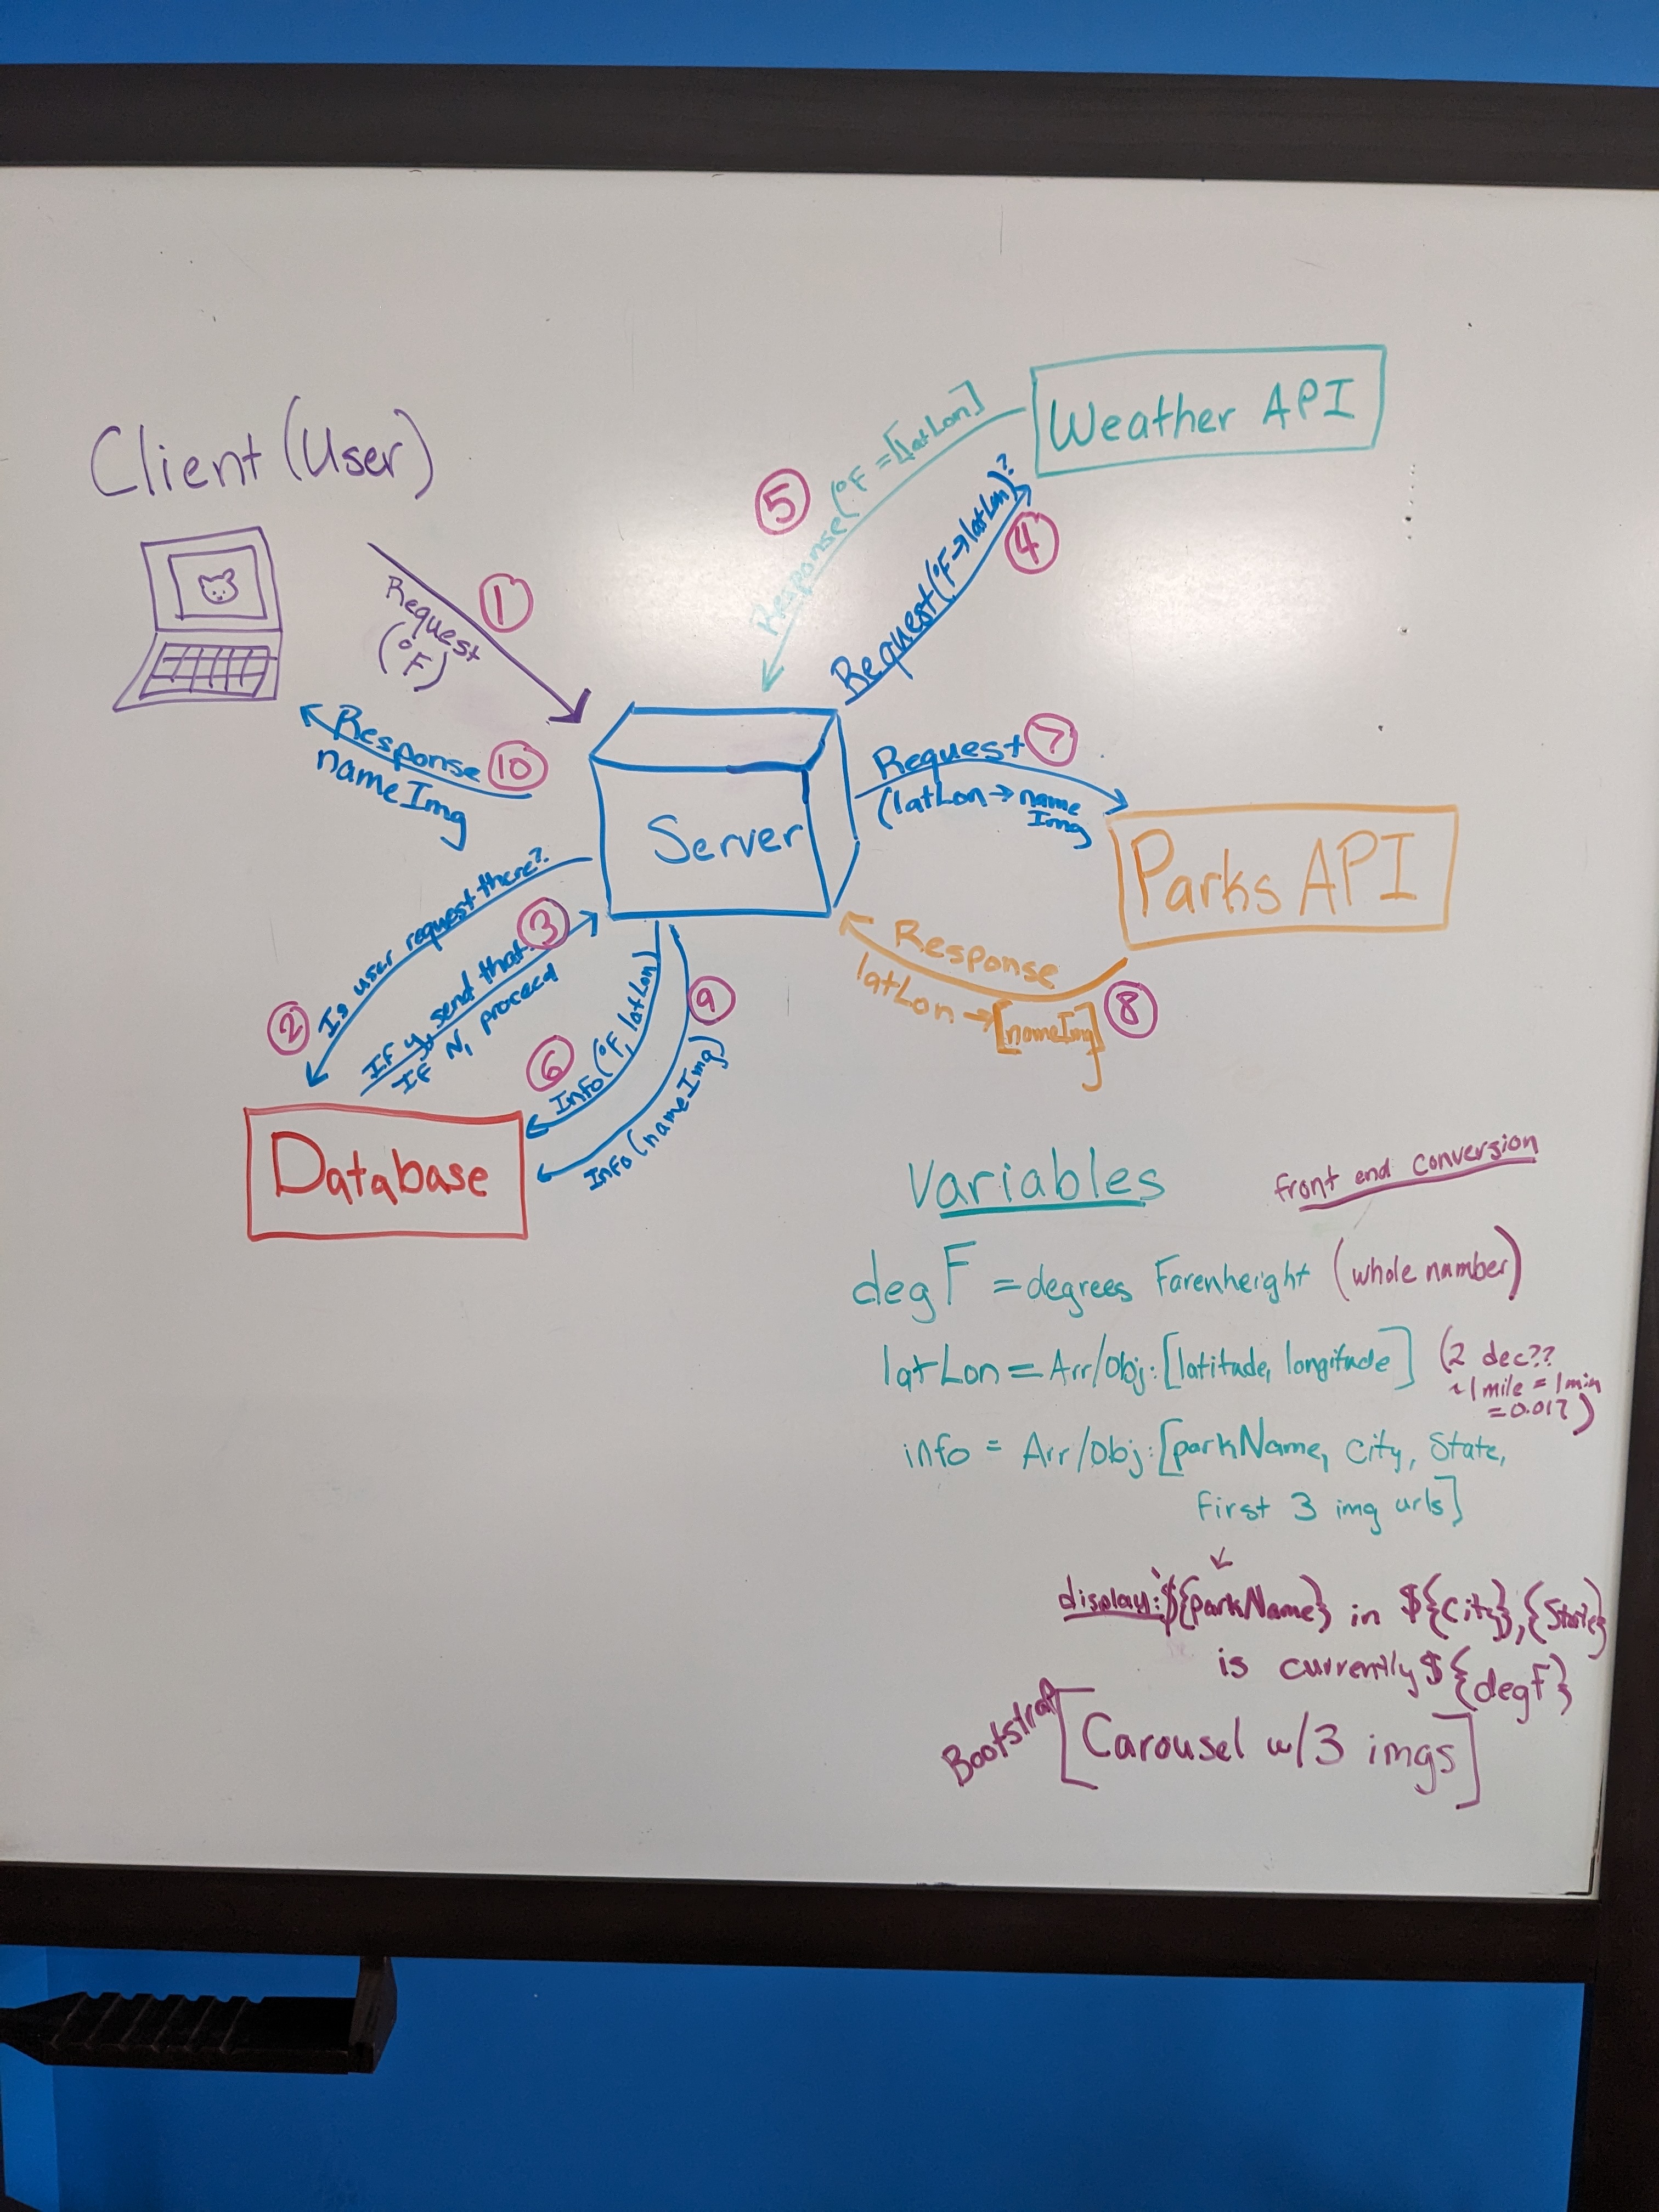 Client (User)
Weather API
5
Response (°F = [latLon]
Request (°F → latLon)?
4
1
Request
(°F)
10
Response
nameImg
Server
7
Request
(latLon → name
Img
Parks API
Response
latLon → [nameImg]
8
2
Is user request there?
3
If y, send that
If N, proceed
6
Info (°F, latLon)
9
Info (nameImg)
Database
Variables
front end conversion
degF = degrees Farenheight (whole number)
latLon = Arr/Obj: [latitude, longitude] (2 dec??
~1 mile = 1 min
= 0.017)
info = Arr/Obj: [parkName, City, State,
First 3 img urls]
display: `${parkName} in ${City}, {State}
is currently ${degF}
Bootstrap
[Carousel w/3 imgs]